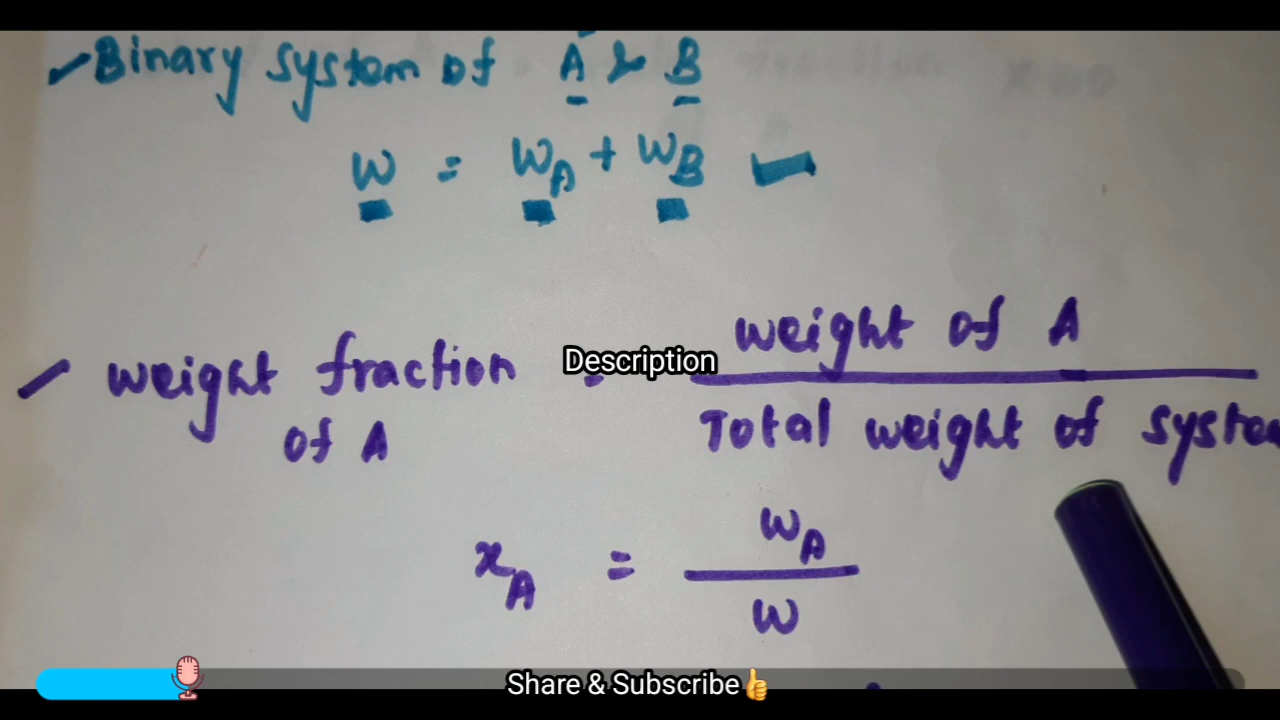 Binary system of A & B
W = WA + WB
weight fraction = weight of A
Description
of A Total weight of system
xA = WA
W
Share & Subscribe👍